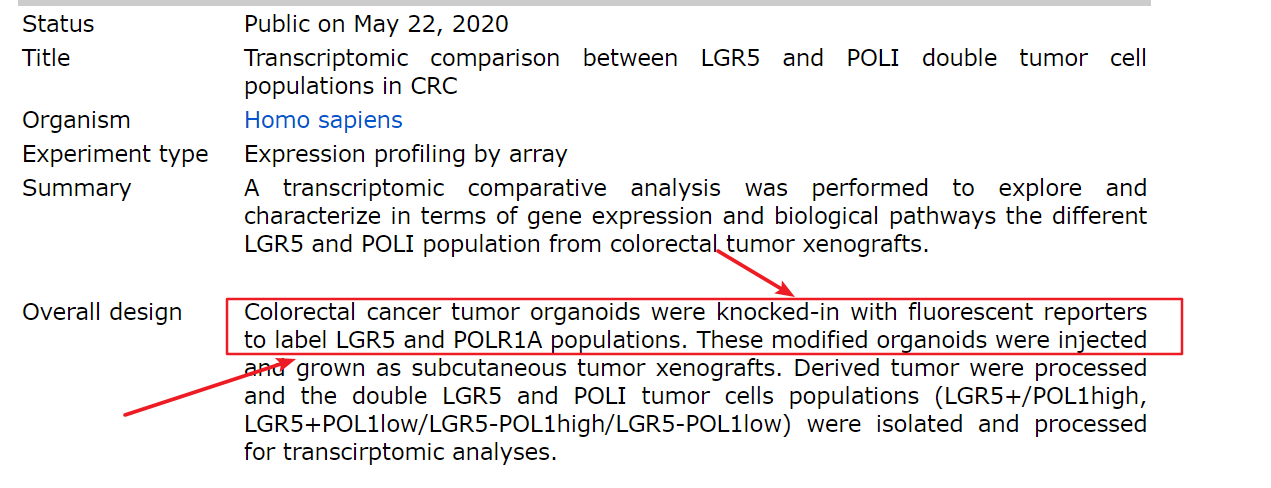 Status Public on May 22, 2020
Title Transcriptomic comparison between LGR5 and POLI double tumor cell
populations in CRC
Organism Homo sapiens
Experiment type Expression profiling by array
Summary A transcriptomic comparative analysis was performed to explore and
characterize in terms of gene expression and biological pathways the different
LGR5 and POLI population from colorectal tumor xenografts.
Overall design Colorectal cancer tumor organoids were knocked-in with fluorescent reporters
to label LGR5 and POLR1A populations. These modified organoids were injected
and grown as subcutaneous tumor xenografts. Derived tumor were processed
and the double LGR5 and POLI tumor cells populations (LGR5+/POL1high,
LGR5+POL1low/LGR5-POL1high/LGR5-POL1low) were isolated and processed
for transcirptomic analyses.